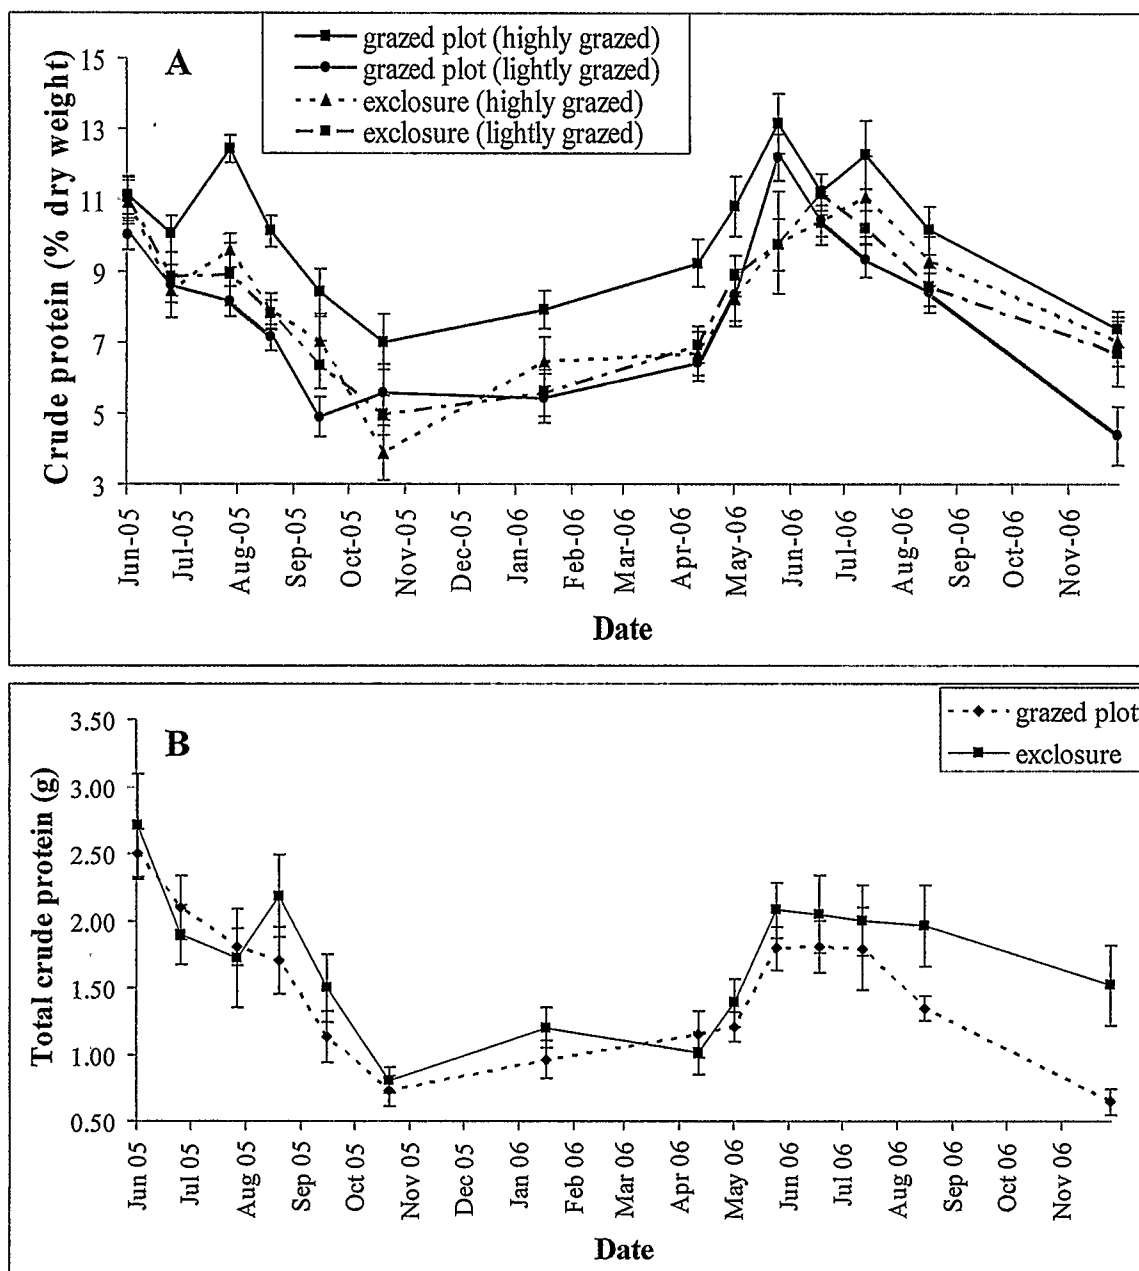 grazed plot (highly grazed)
grazed plot (lightly grazed)
exclosure (highly grazed)
exclosure (lightly grazed)
A
Crude protein (% dry weight)
15
13
11
9
7
5
3
Jun-05
Jul-05
Aug-05
Sep-05
Oct-05
Nov-05
Dec-05
Jan-06
Feb-06
Mar-06
Apr-06
May-06
Jun-06
Jul-06
Aug-06
Sep-06
Oct-06
Nov-06
Date
grazed plot
exclosure
B
Total crude protein (g)
3.50
3.00
2.50
2.00
1.50
1.00
0.50
Jun 05
Jul 05
Aug 05
Sep 05
Oct 05
Nov 05
Dec 05
Jan 06
Feb 06
Mar 06
Apr 06
May 06
Jun 06
Jul 06
Aug 06
Sep 06
Oct 06
Nov 06
Date